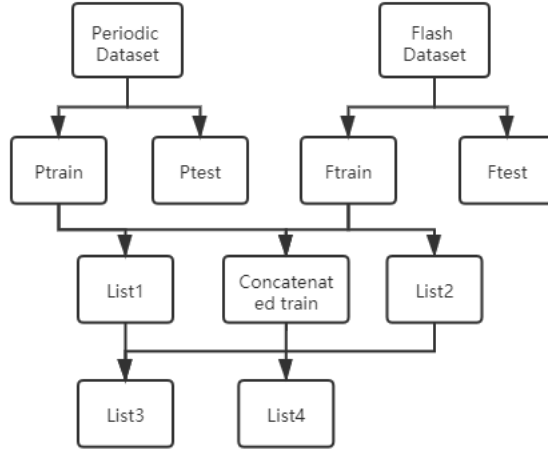 Periodic
Dataset
Flash
Dataset
Ptrain
Ptest
Ftrain
Ftest
List1
Concatenat
ed train
List2
List3
List4